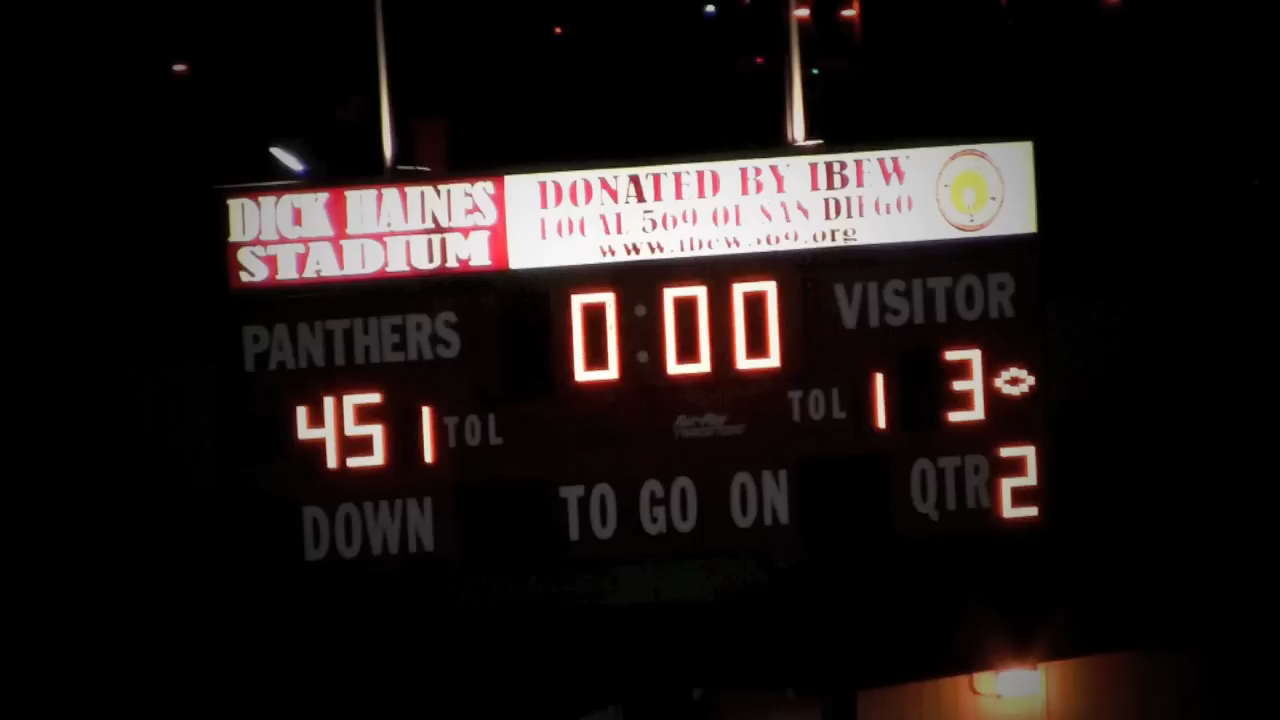 DICK HAINES
STADIUM
DONATED BY IBEW
LOCAL 569 OF SAN DIEGO
www.ibew569.org
PANTHERS
0:00
VISITOR
45 1 TOL
TOL 1 3
DOWN
TO GO ON
QTR 2